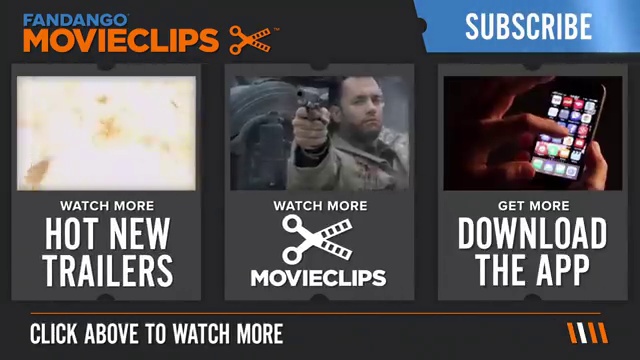 FANDANGO
MOVIECLIPS ™
SUBSCRIBE
WATCH MORE
HOT NEW
TRAILERS
WATCH MORE
MOVIECLIPS
GET MORE
DOWNLOAD
THE APP
CLICK ABOVE TO WATCH MORE